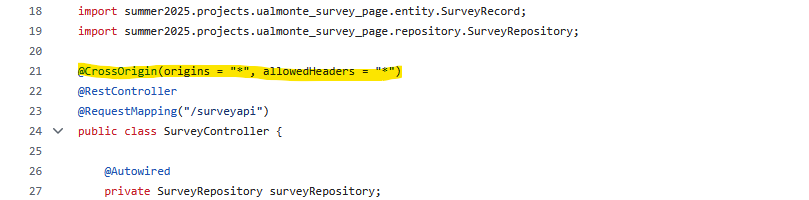 18 import summer2025.projects.ualmonte_survey_page.entity.SurveyRecord;
19 import summer2025.projects.ualmonte_survey_page.repository.SurveyRepository;
20
21 @CrossOrigin(origins = "*", allowedHeaders = "*")
22 @RestController
23 @RequestMapping("/surveyapi")
24 public class SurveyController {
25
26 @Autowired
27 private SurveyRepository surveyRepository;